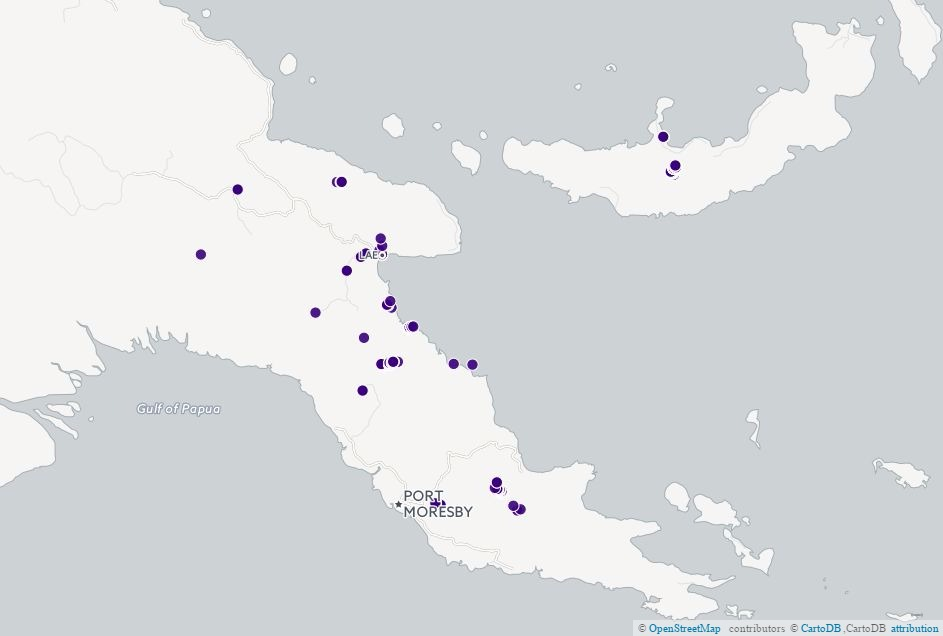 LAE
Gulf of Papua
PORT
MORESBY
© OpenStreetMap contributors © CartoDB ,CartoDB attribution